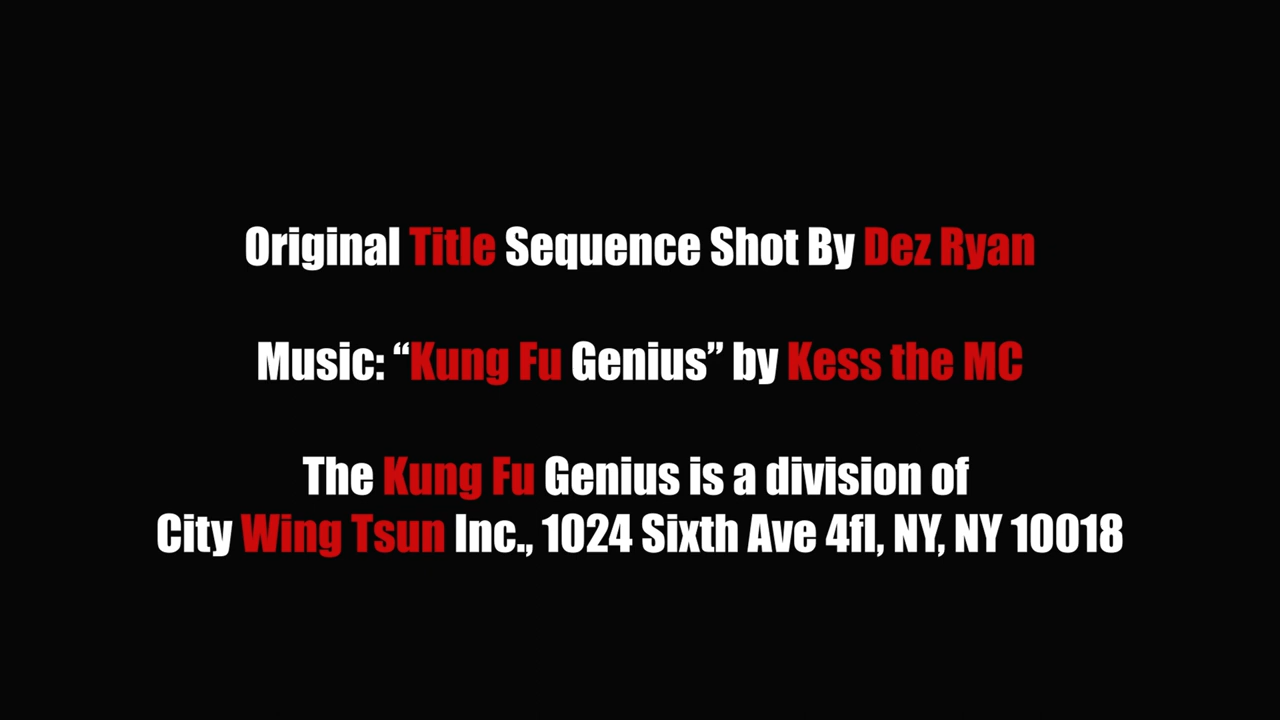 Original Title Sequence Shot By Dez Ryan
Music: “Kung Fu Genius” by Kess the MC
The Kung Fu Genius is a division of
City Wing Tsun Inc., 1024 Sixth Ave 4fl, NY, NY 10018